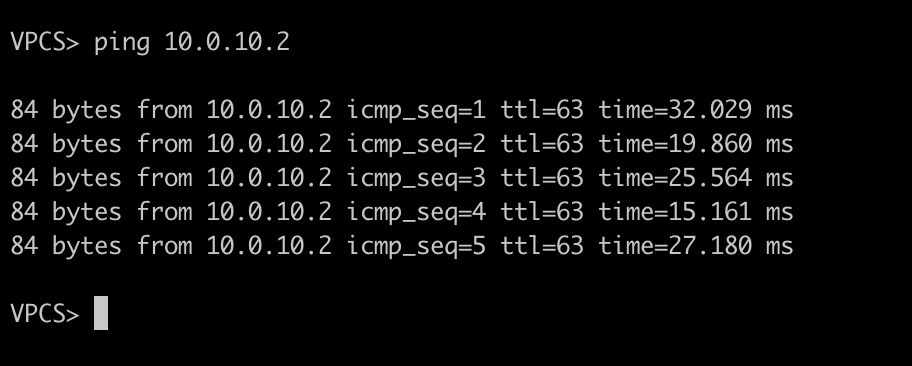 VPCS> ping 10.0.10.2
84 bytes from 10.0.10.2 icmp_seq=1 ttl=63 time=32.029 ms
84 bytes from 10.0.10.2 icmp_seq=2 ttl=63 time=19.860 ms
84 bytes from 10.0.10.2 icmp_seq=3 ttl=63 time=25.564 ms
84 bytes from 10.0.10.2 icmp_seq=4 ttl=63 time=15.161 ms
84 bytes from 10.0.10.2 icmp_seq=5 ttl=63 time=27.180 ms
VPCS>